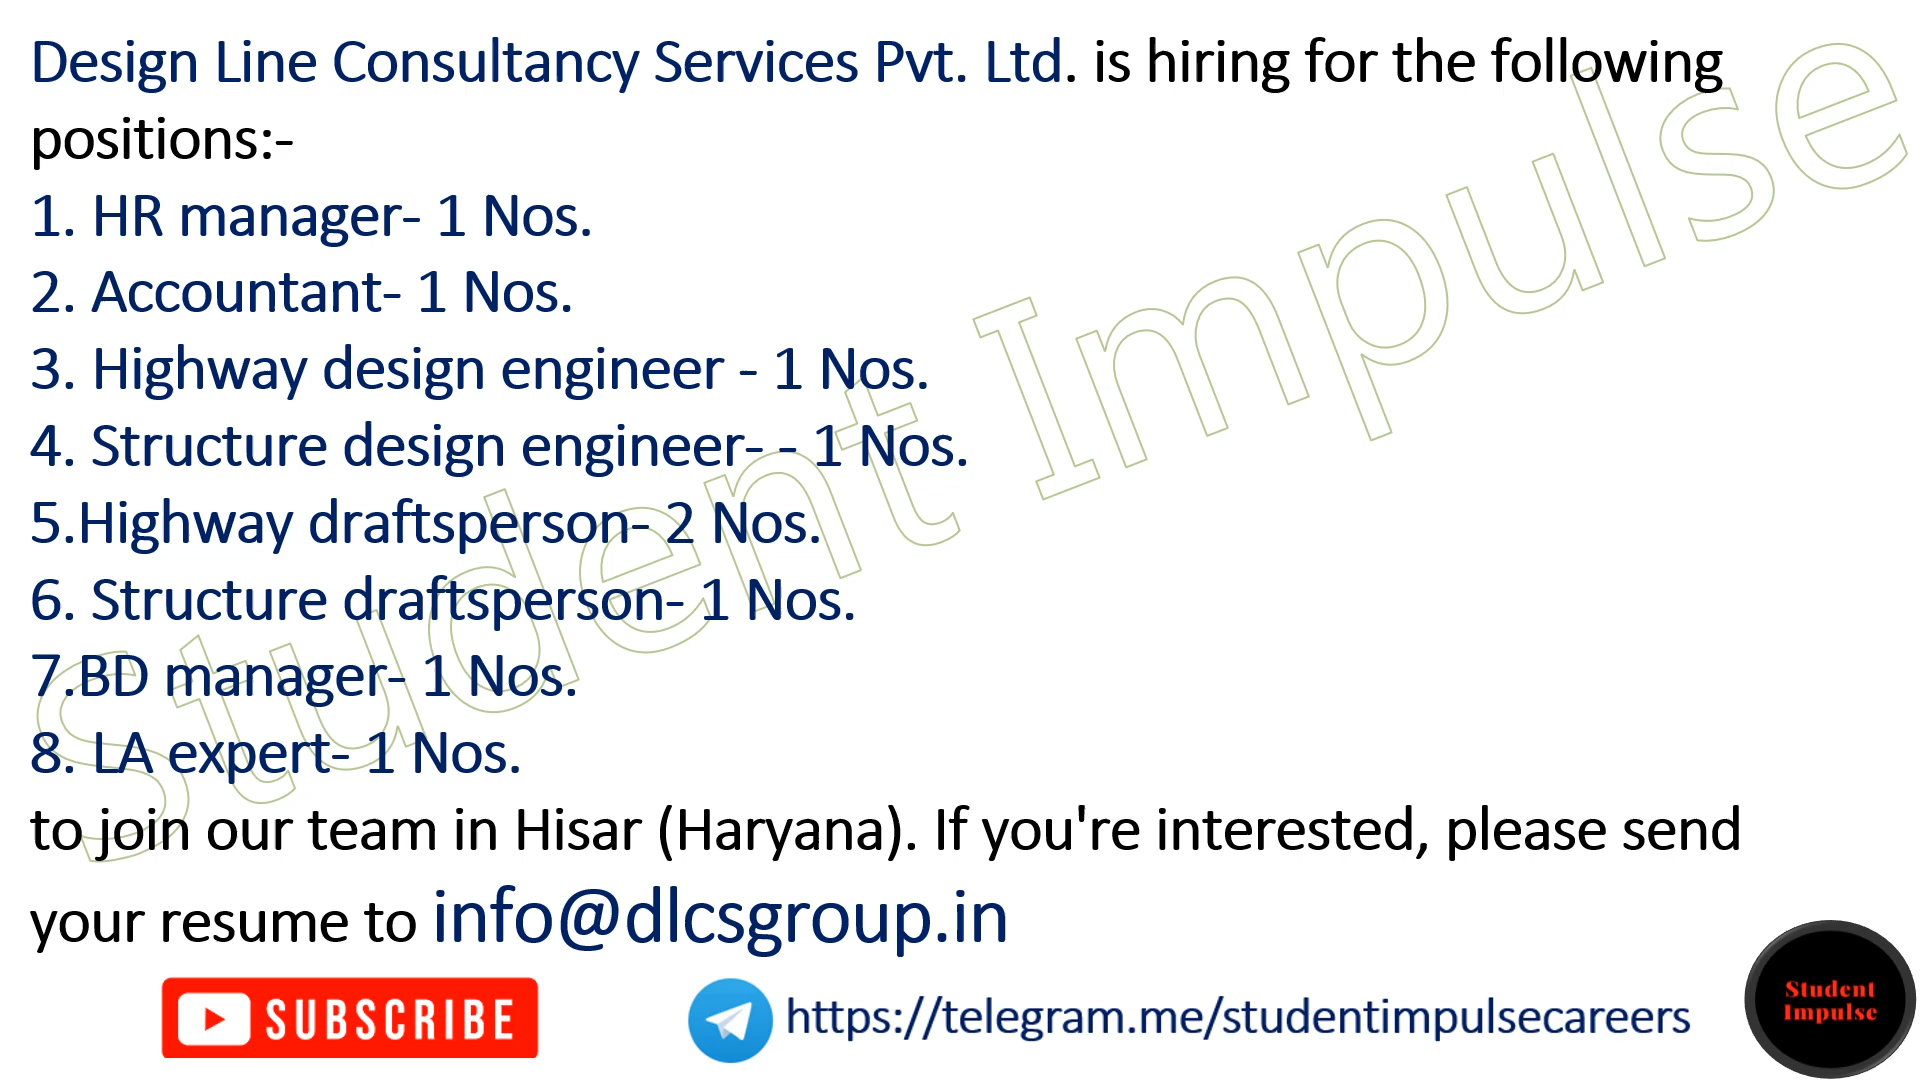 Design Line Consultancy Services Pvt. Ltd. is hiring for the following
positions:-
1. HR manager- 1 Nos.
2. Accountant- 1 Nos.
3. Highway design engineer - 1 Nos.
4. Structure design engineer- - 1 Nos.
5.Highway draftsperson- 2 Nos.
6. Structure draftsperson- 1 Nos.
7.BD manager- 1 Nos.
8. LA expert- 1 Nos.
to join our team in Hisar (Haryana). If you're interested, please send
your resume to info@dlcsgroup.in
Student Impulse
SUBSCRIBE
https://telegram.me/studentimpulsecareers
Student
Impulse